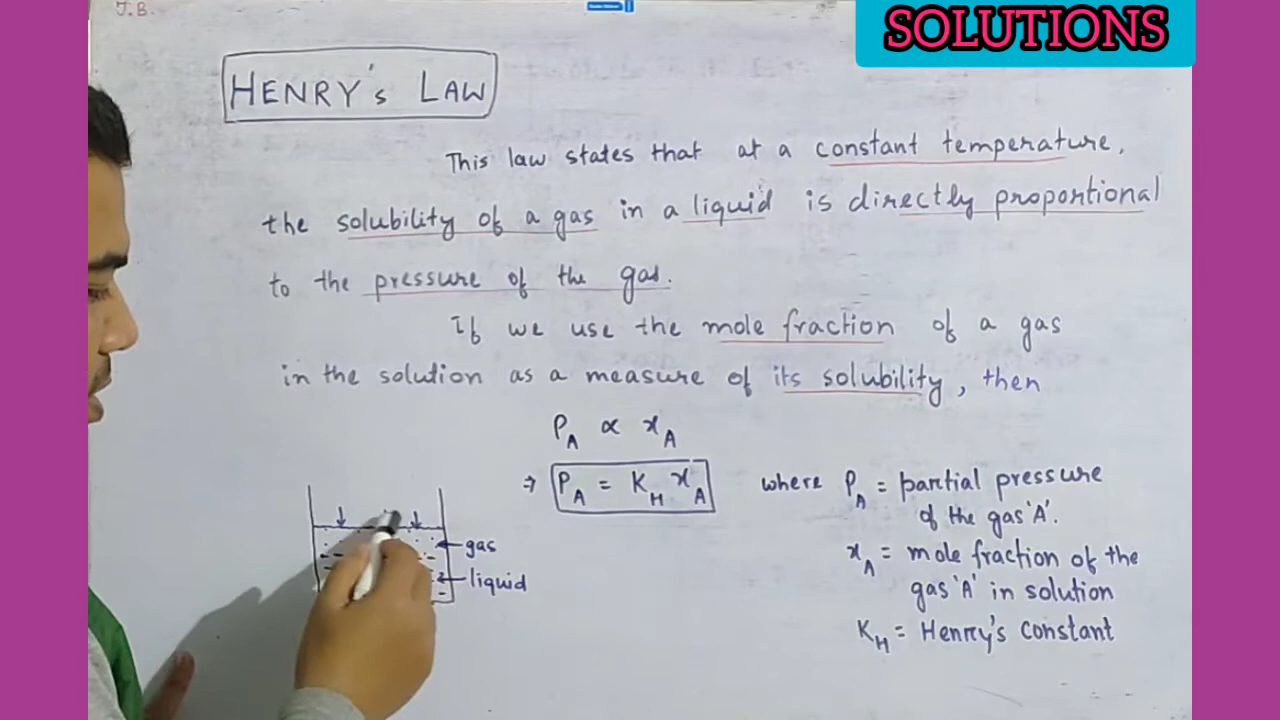 J.B.
SOLUTIONS
HENRY's LAW
This law states that at a constant temperature,
the solubility of a gas in a liquid is directly proportional
to the pressure of the gas.
If we use the mole fraction of a gas
in the solution as a measure of its solubility, then
P_A ∝ x_A
⇒ P_A = K_H x_A
where P_A = partial pressure
of the gas 'A'.
x_A = mole fraction of the
gas 'A' in solution
K_H = Henry's constant
gas
liquid